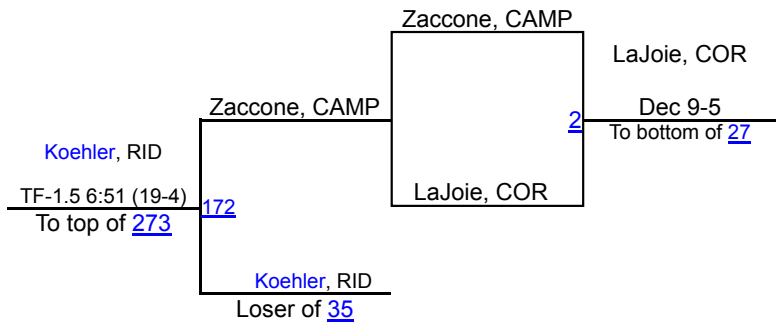 Zaccone, CAMP
LaJoie, COR
Zaccone, CAMP
Dec 9-5
2
To bottom of 27
Koehler, RID
TF-1.5 6:51 (19-4)
LaJoie, COR
172
To top of 273
Koehler, RID
Loser of 35